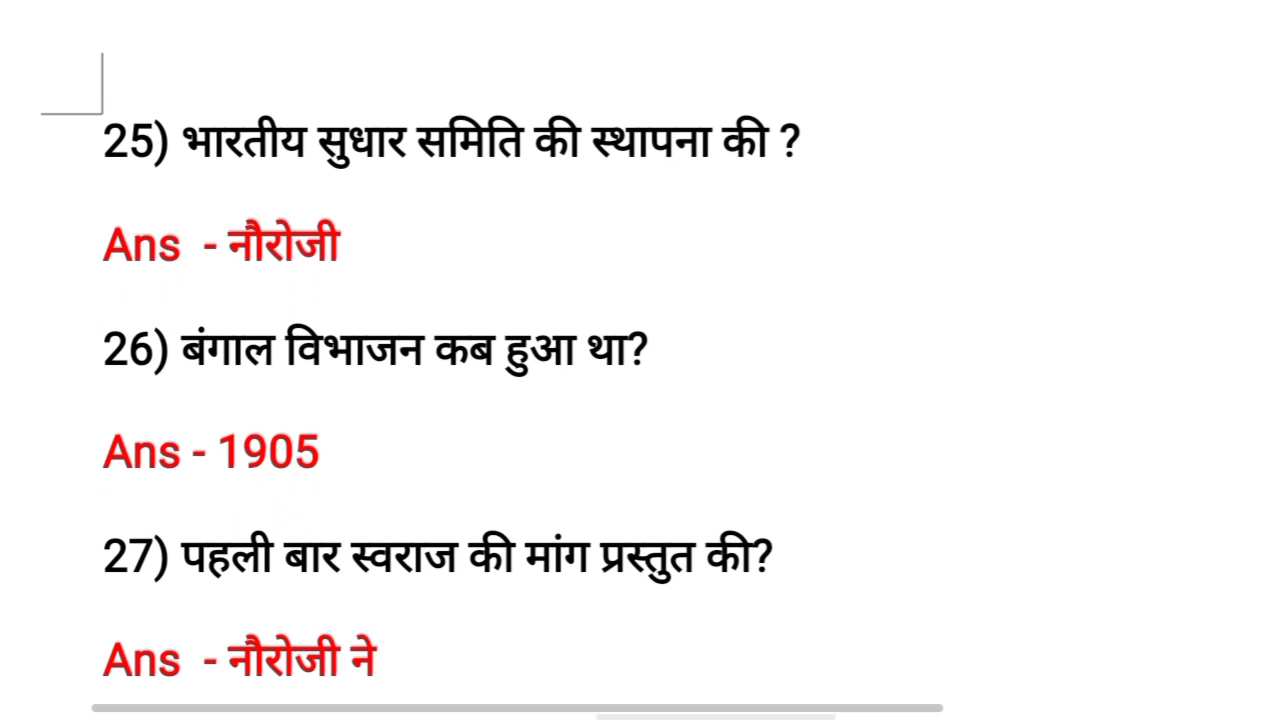 25) भारतीय सुधार समिति की स्थापना की ?
Ans - नौरोजी
26) बंगाल विभाजन कब हुआ था?
Ans - 1905
27) पहली बार स्वराज की मांग प्रस्तुत की?
Ans - नौरोजी ने